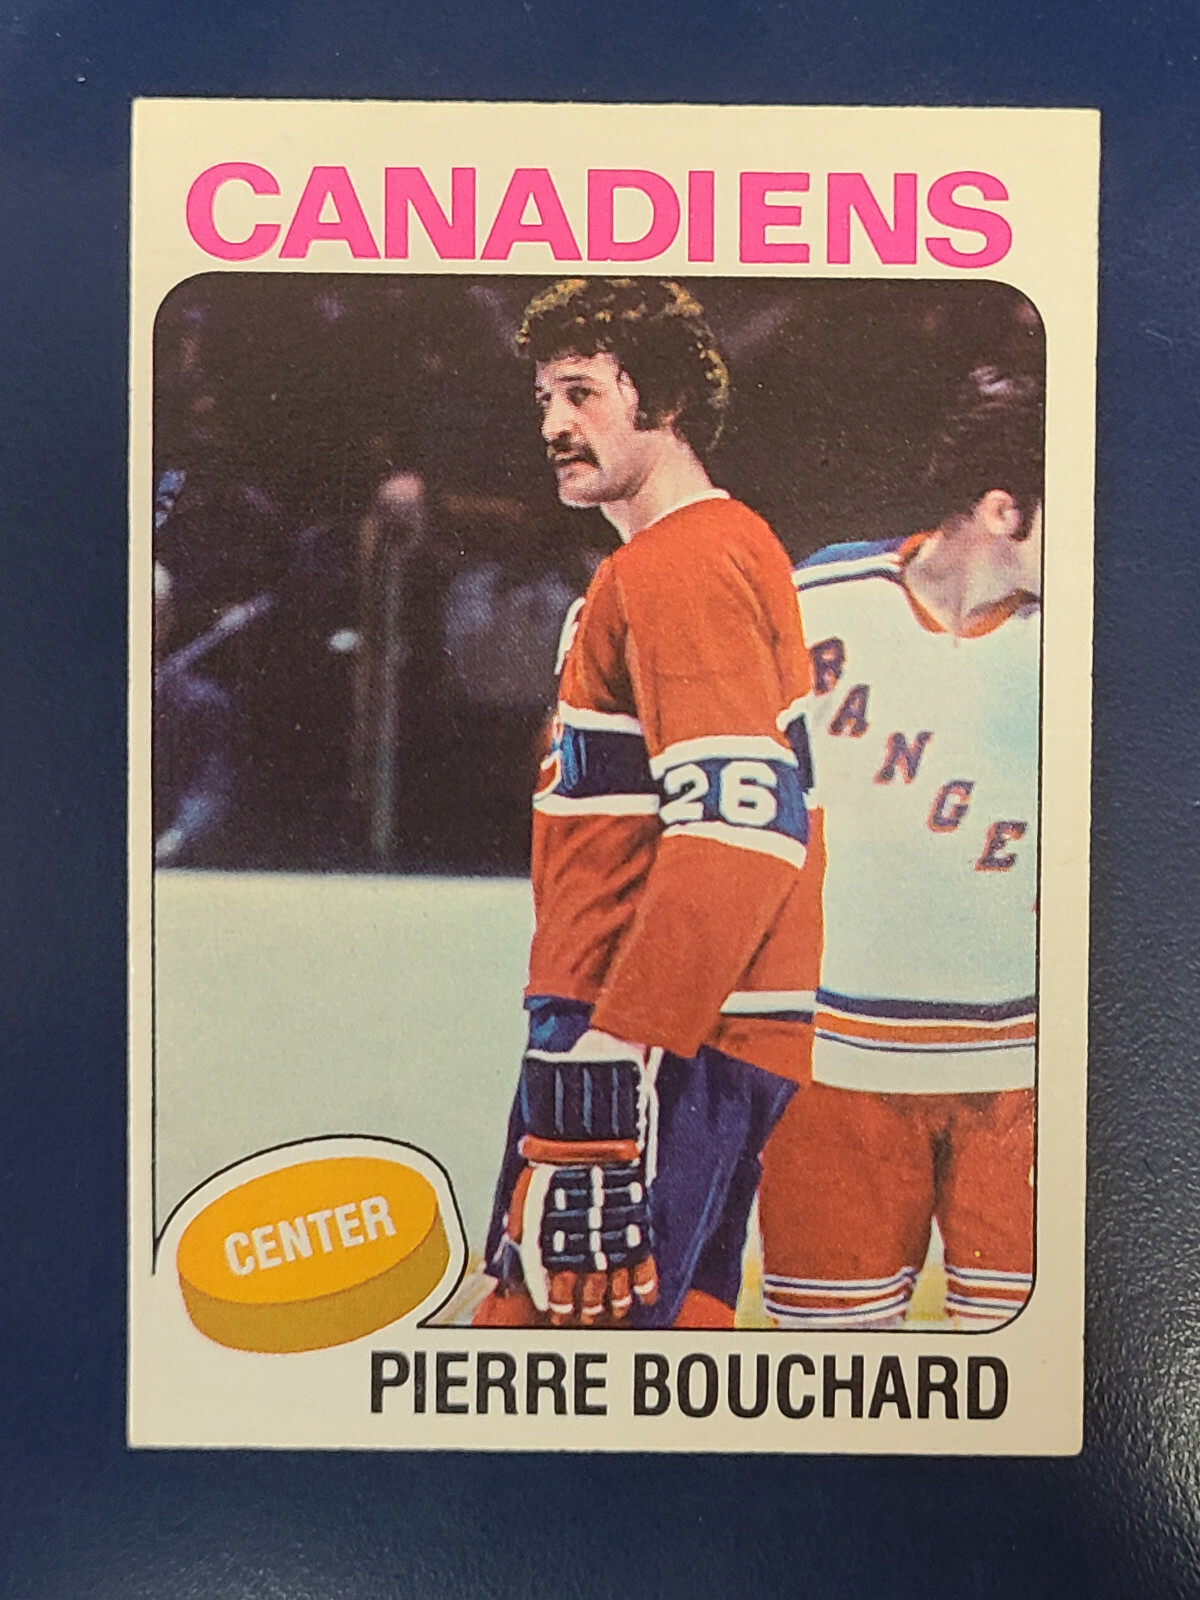 CANADIENS
26
RANGE
CENTER
PIERRE BOUCHARD